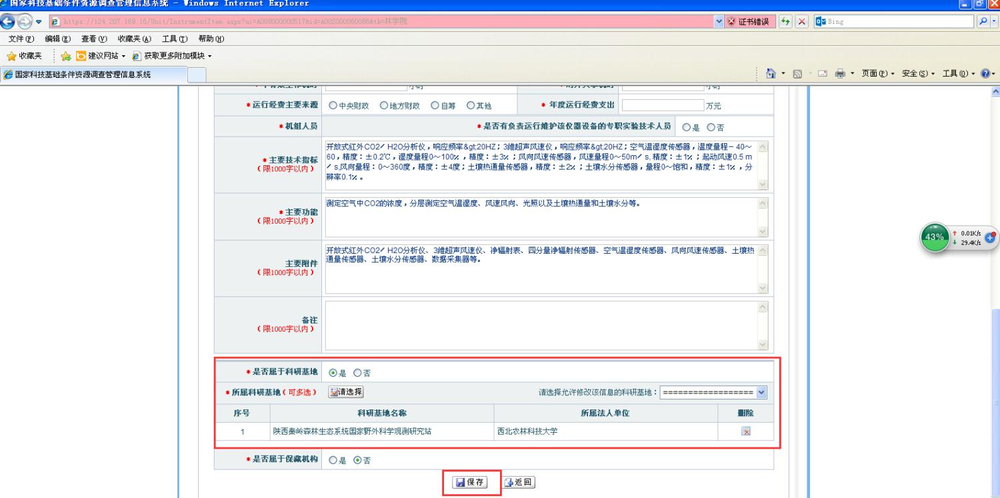 国家科技基础条件资源调查管理信息系统 - Windows Internet Explorer
https://124.207.169.16/Unit/InstrumentItem.aspx?ui=A00U000000517&id=A00S000060086&tk=林学院
证书错误
Bing
文件(F) 编辑(E) 查看(V) 收藏夹(A) 工具(T) 帮助(H)
收藏夹 建议网站 获取更多附加模块
国家科技基础条件资源调查管理信息系统
页面(P) 安全(S) 工具(O)
小时 小时
*运行经费主要来源 中央财政 地方财政 自筹 其他 * 年度运行经费支出 万元
*机组人员 *是否有负责运行维护该仪器设备的专职实验技术人员 是 否
*主要技术指标
(限1000字以内)
开放式红外CO2/ H2O分析仪，响应频率&gt;20HZ；3维超声风速仪，响应频率&gt;20HZ；空气温湿度传感器，温度量程－40～
60，精度：±0.2℃，湿度量程0～100%，精度：±3%；风向风速传感器，风速量程0～50m/ s,精度：±1%；起动风速0.5 m
/ s,风向量程：0～360度，精度：±4度；土壤热通量传感器，精度：±2%；土壤水分传感器，量程0～饱和，精度：±1%，分
辨率0.1%。
*主要功能
(限1000字以内)
测定空气中CO2的浓度，分层测定空气温湿度、风速风向、光照以及土壤热通量和土壤水分等。
主要附件
(限1000字以内)
开放式红外CO2/ H2O分析仪、3维超声风速仪、净辐射表、四分量净辐射传感器、空气温湿度传感器、风向风速传感器、土壤热
通量传感器、土壤水分传感器、数据采集器等。
备注
(限1000字以内)
43% 0.01K/s
29.4K/s
*是否属于科研基地 是 否
*所属科研基地(可多选) 请选择 请选择允许修改该信息的科研基地： ===================
序号 科研基地名称 所属法人单位 删除
1 陕西秦岭森林生态系统国家野外科学观测研究站 西北农林科技大学
*是否属于保藏机构 是 否
保存 返回